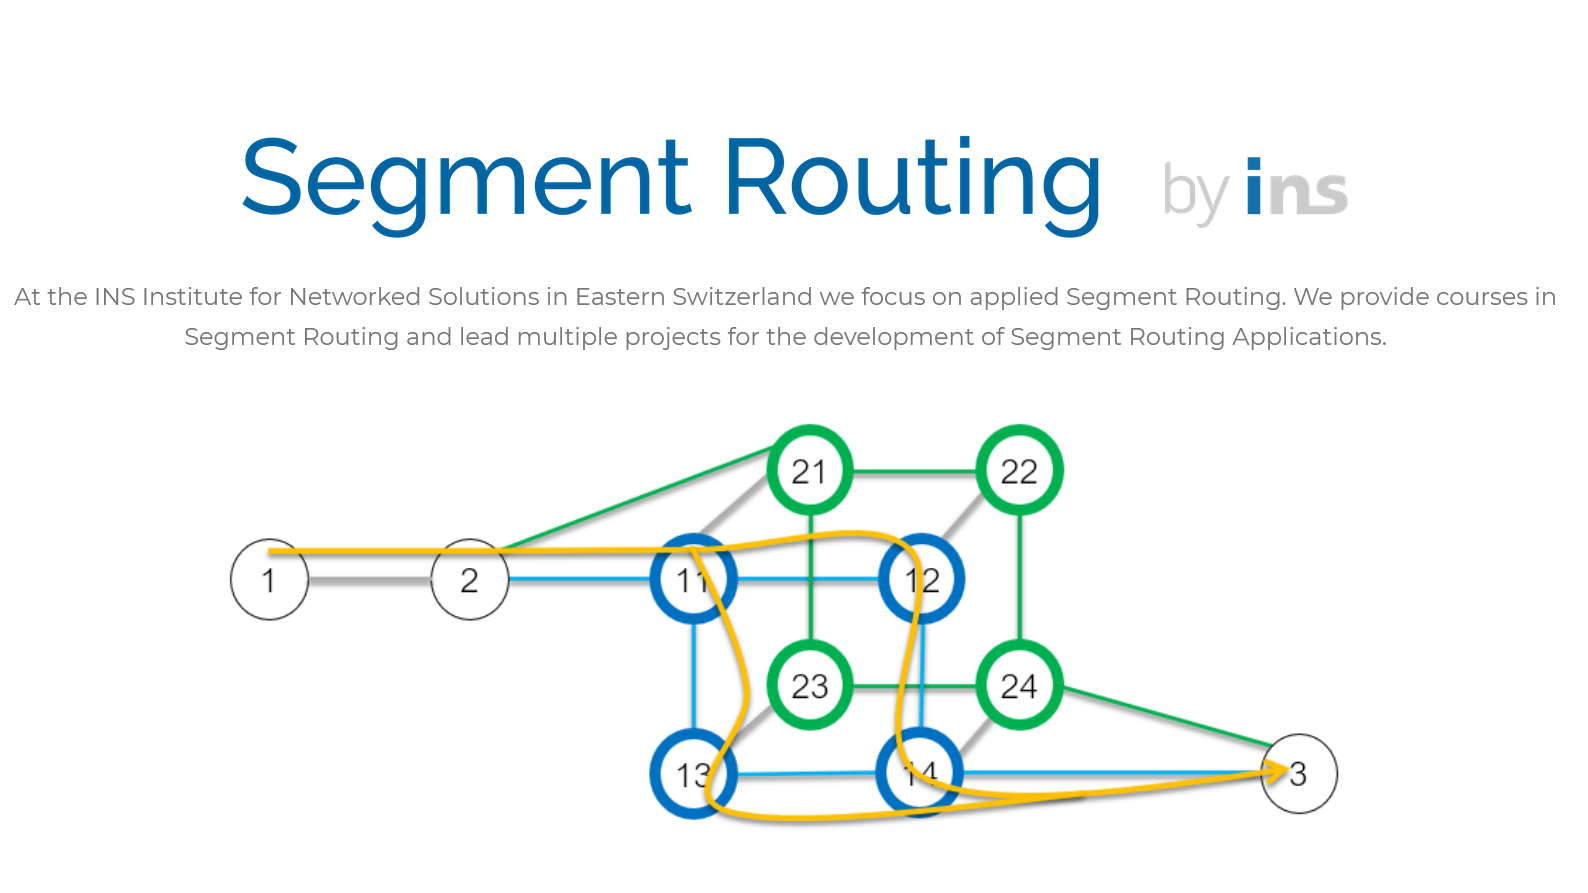 Segment Routing by ins
At the INS Institute for Networked Solutions in Eastern Switzerland we focus on applied Segment Routing. We provide courses in
Segment Routing and lead multiple projects for the development of Segment Routing Applications.
21 22
1 2 11 12
23 24
13 14 3